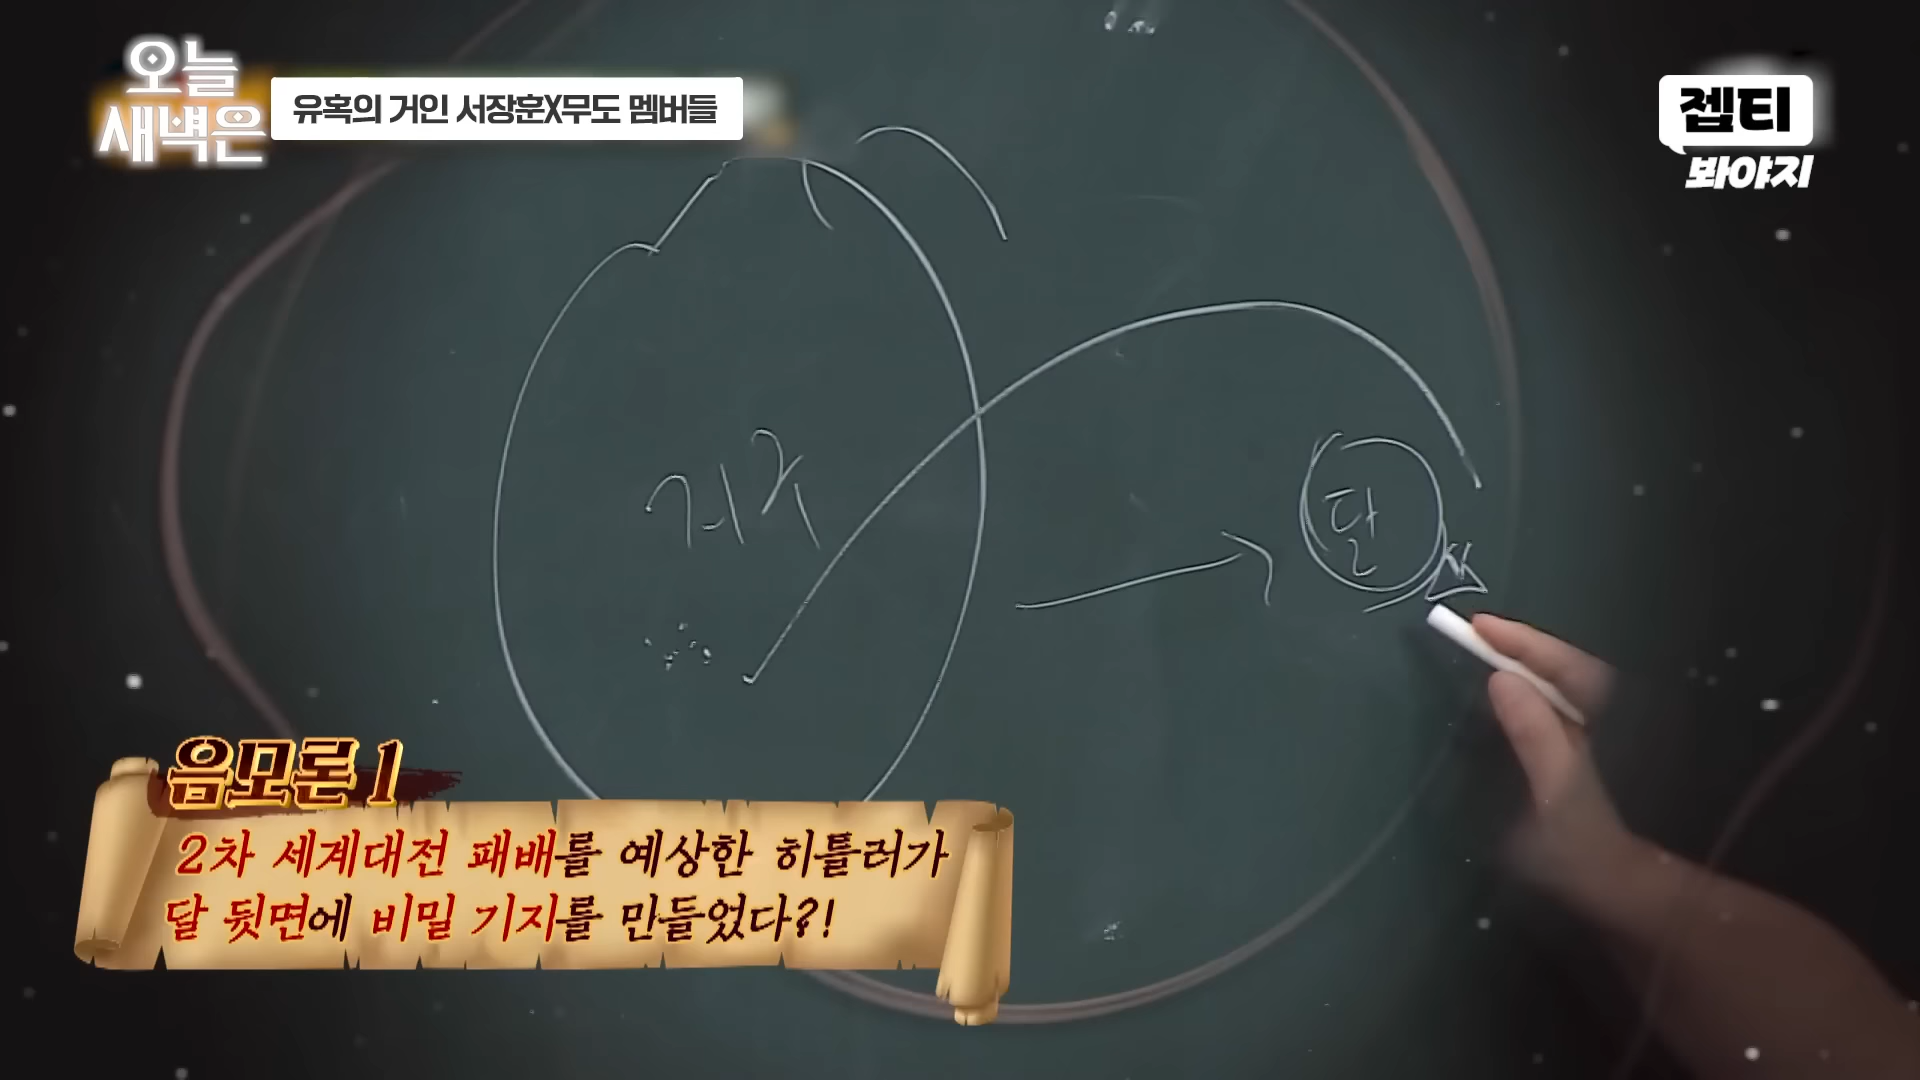 오늘
새벽은
유혹의 거인 서장훈X무도 멤버들
젭티
봐야지
달
음모론 1
2차 세계대전 패배를 예상한 히틀러가
달 뒷면에 비밀 기지를 만들었다?!